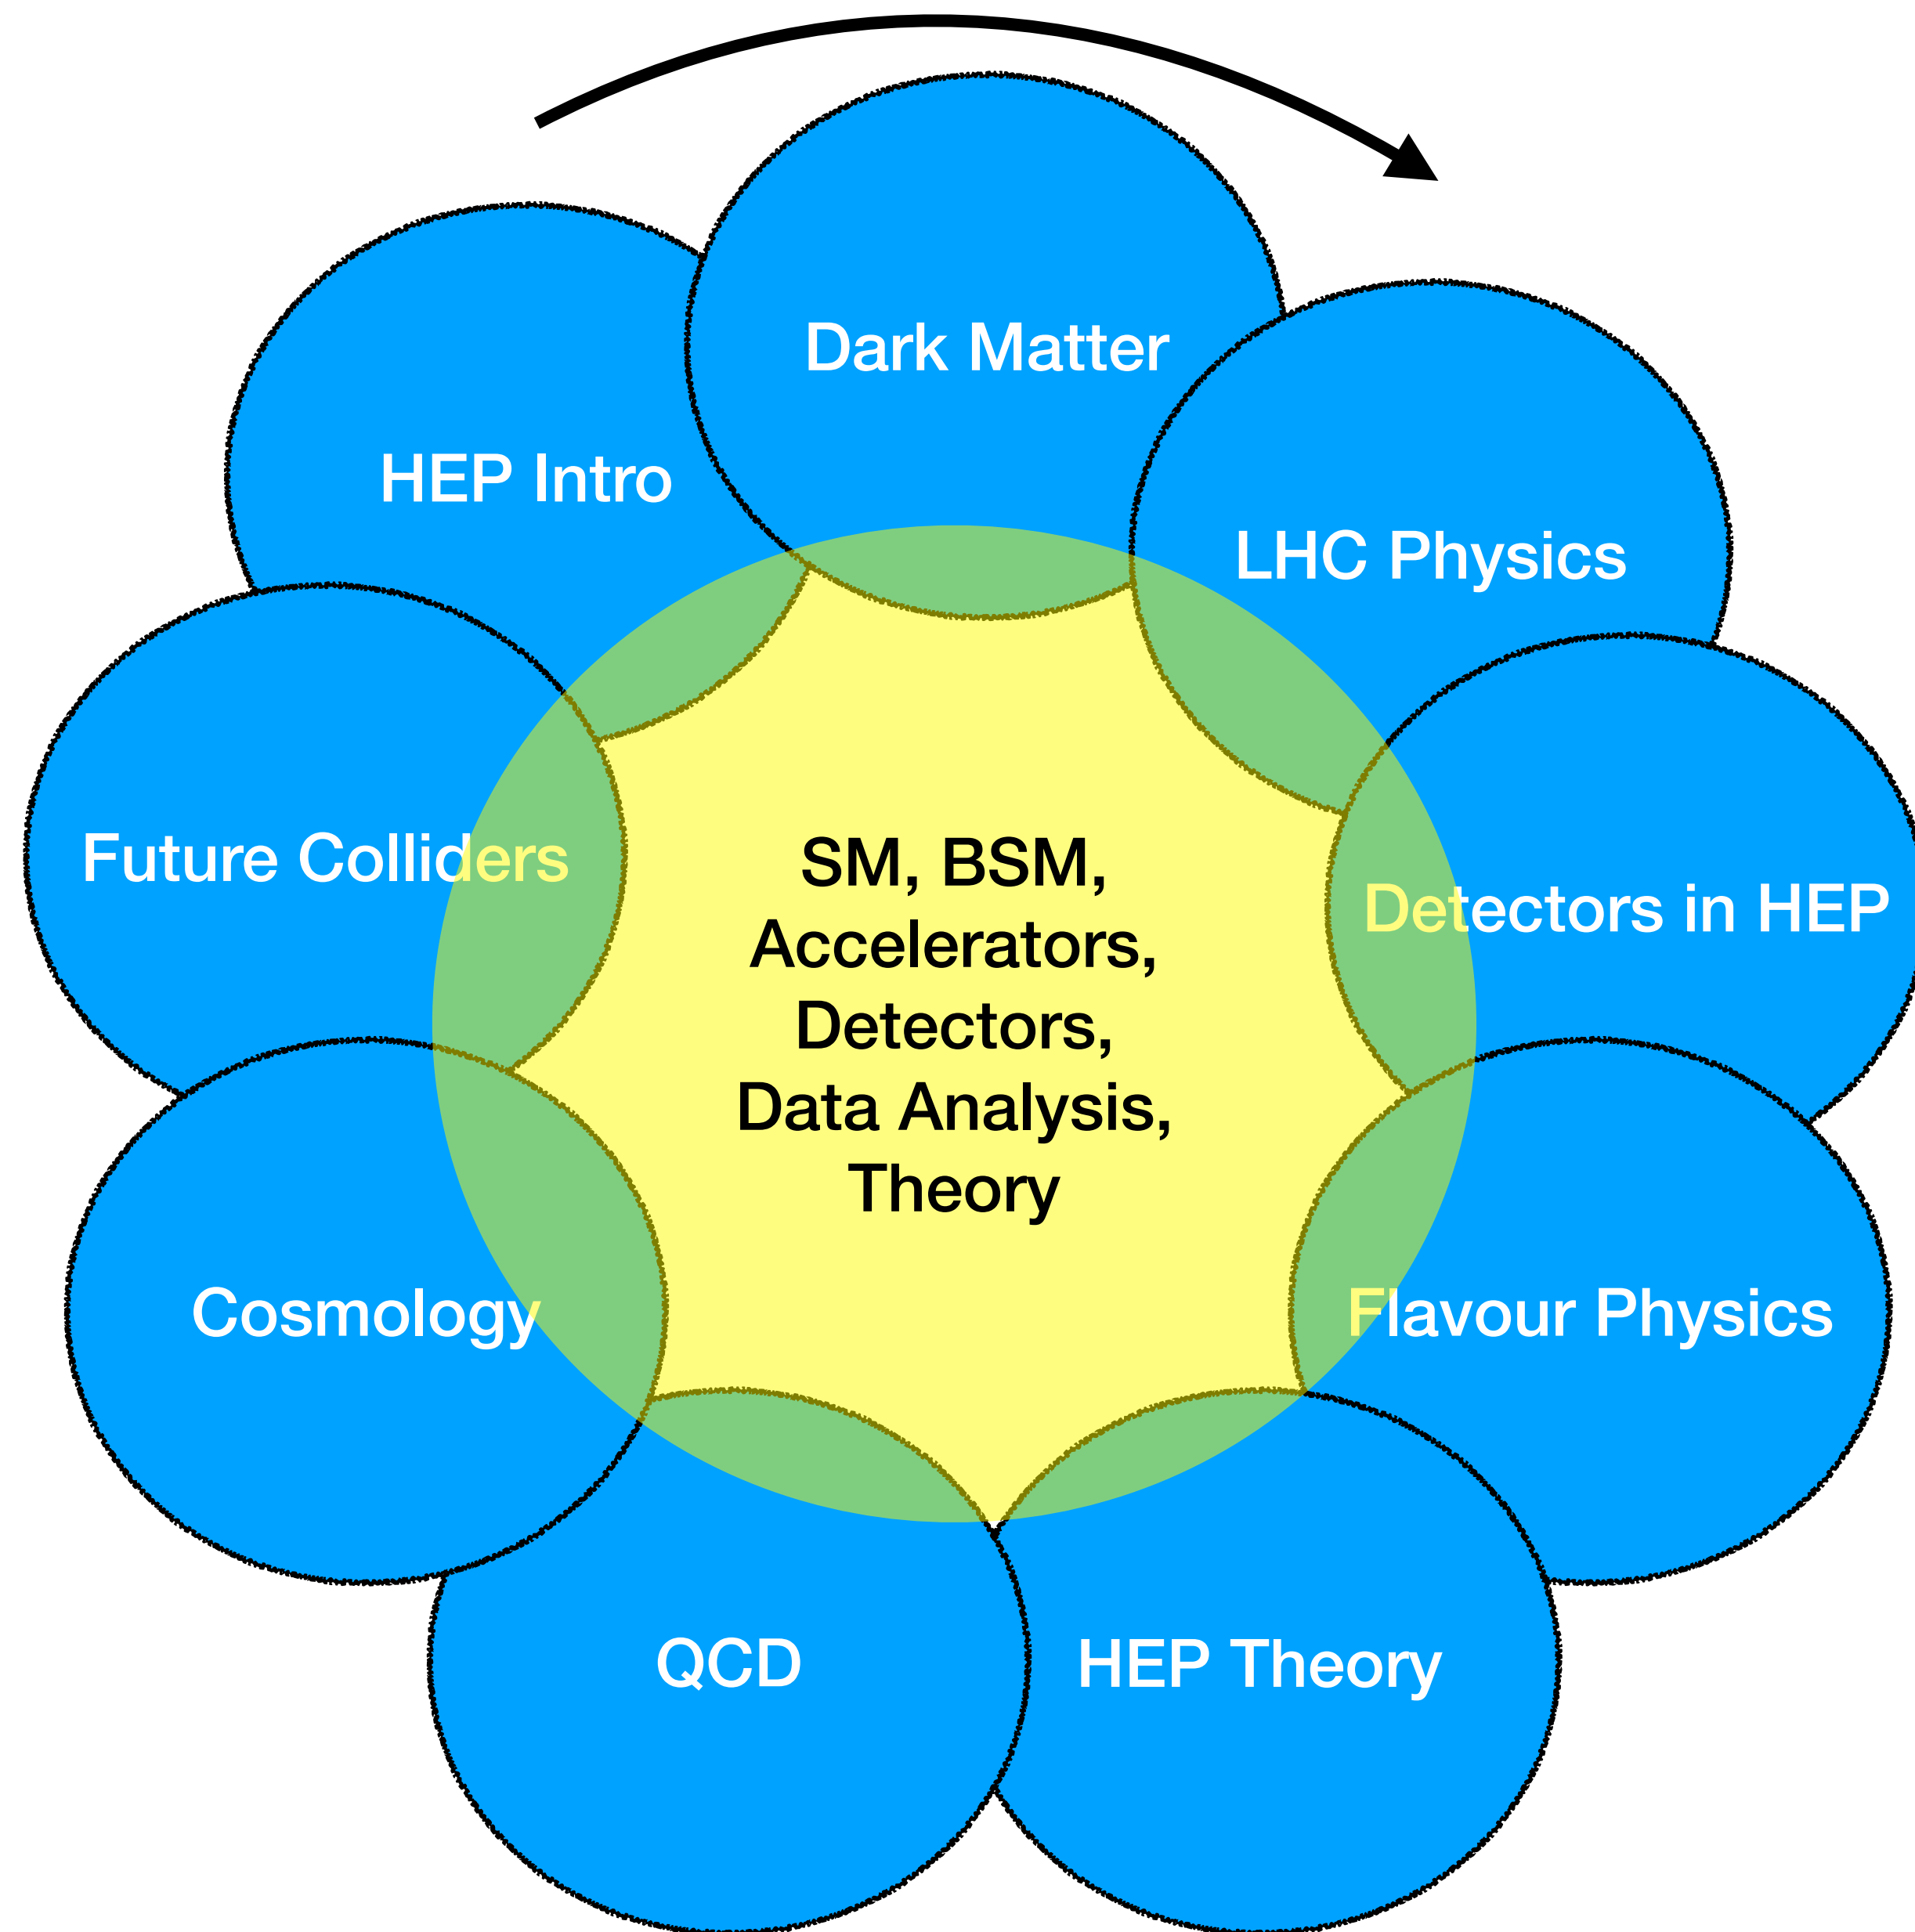 Dark Matter
HEP Intro
LHC Physics
Future Colliders
Detectors in HEP
SM, BSM,
Accelerators,
Detectors,
Data Analysis,
Theory
Cosmology
Flavour Physics
QCD
HEP Theory